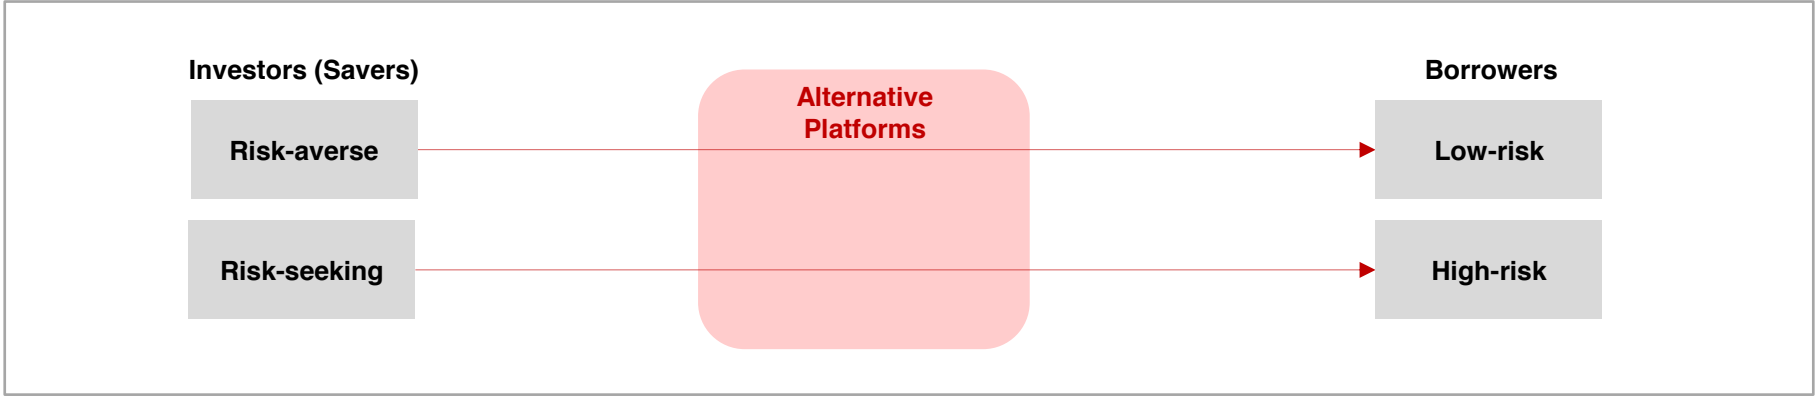 Investors (Savers)
Borrowers
Alternative
Platforms
Risk-averse
Low-risk
Risk-seeking
High-risk